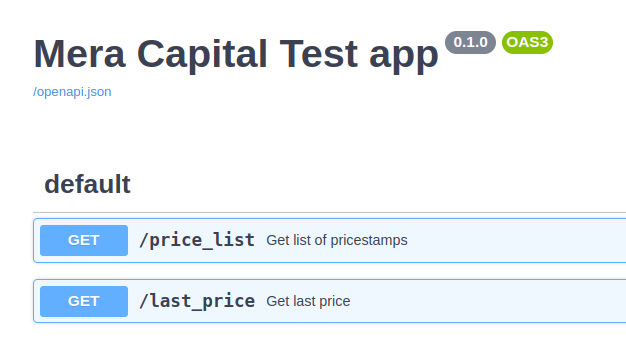 Mera Capital Test app 0.1.0 OAS3
/openapi.json
default
GET /price_list Get list of pricestamps
GET /last_price Get last price